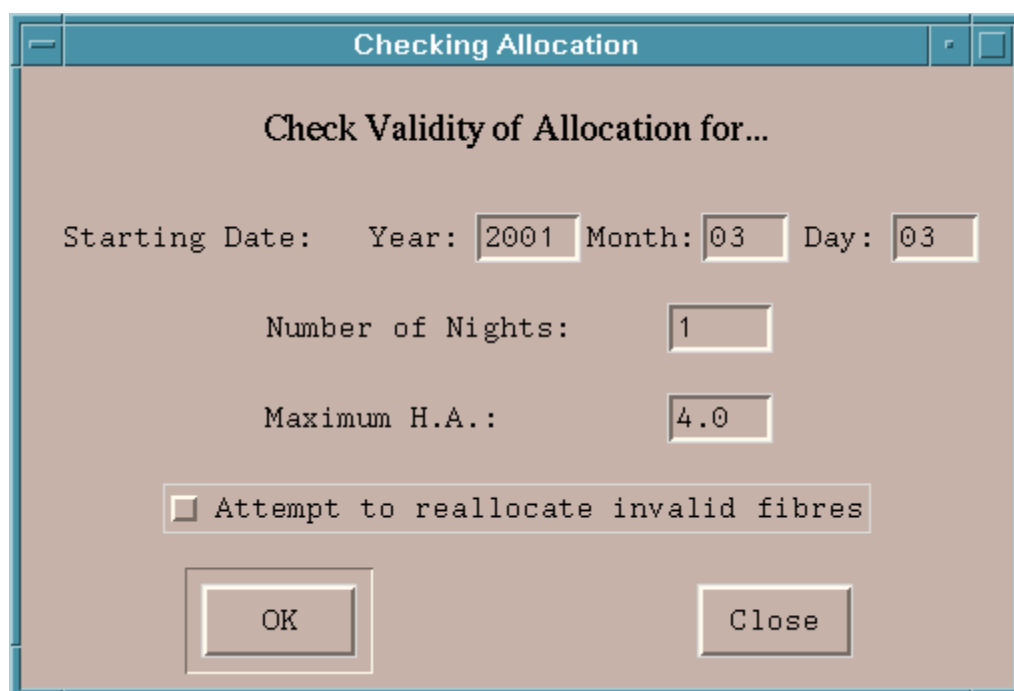 Checking Allocation
Check Validity of Allocation for...
Starting Date: Year: 2001 Month: 03 Day: 03
Number of Nights: 1
Maximum H.A.: 4.0
Attempt to reallocate invalid fibres
OK Close